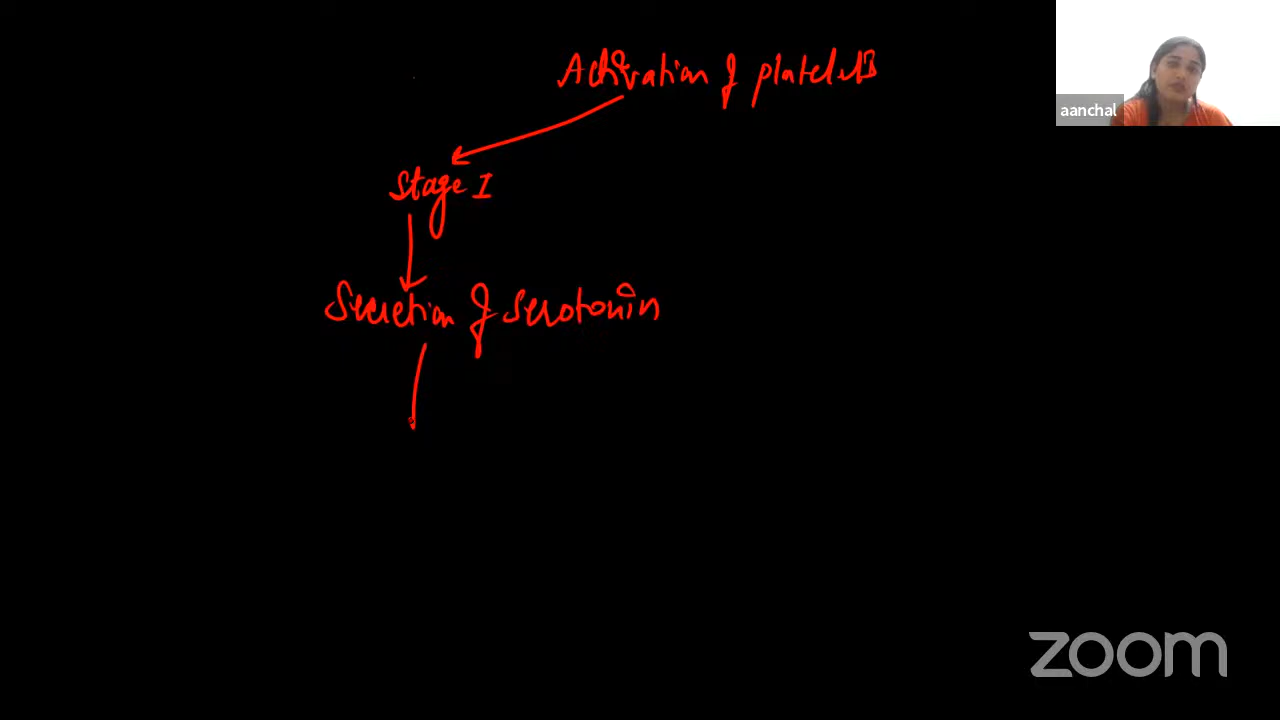 Activation of platelets
aanchal
Stage I
Secretion of Serotonin
zoom